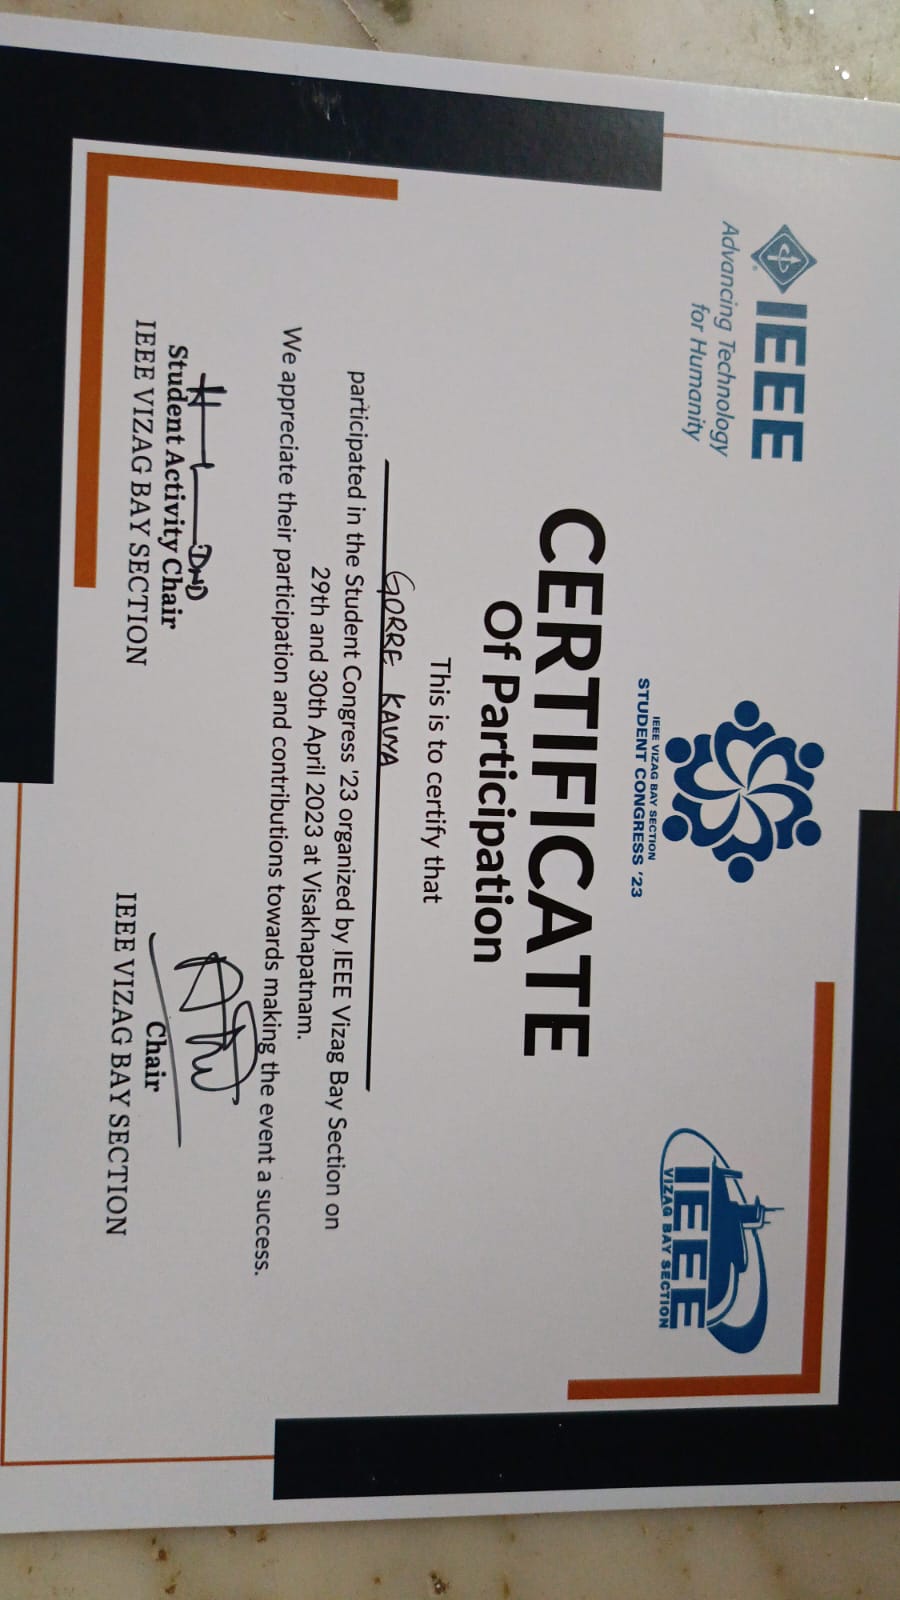 IEEE
Advancing Technology
for Humanity
IEEE VIZAG BAY SECTION
STUDENT CONGRESS '23
IEEE
VIZAG BAY SECTION
CERTIFICATE
Of Participation
This is to certify that
GORRE KAVYA
participated in the Student Congress '23 organized by IEEE Vizag Bay Section on
29th and 30th April 2023 at Visakhapatnam.
We appreciate their participation and contributions towards making the event a success.
Student Activity Chair
IEEE VIZAG BAY SECTION
Chair
IEEE VIZAG BAY SECTION